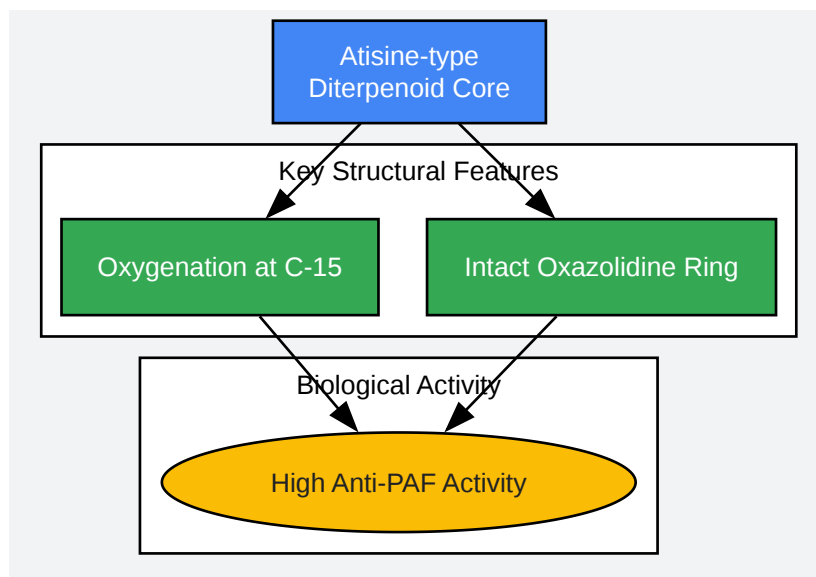 Atisine-type
Diterpenoid Core
Key Structural Features
Oxygenation at C-15
Intact Oxazolidine Ring
Biological Activity
High Anti-PAF Activity